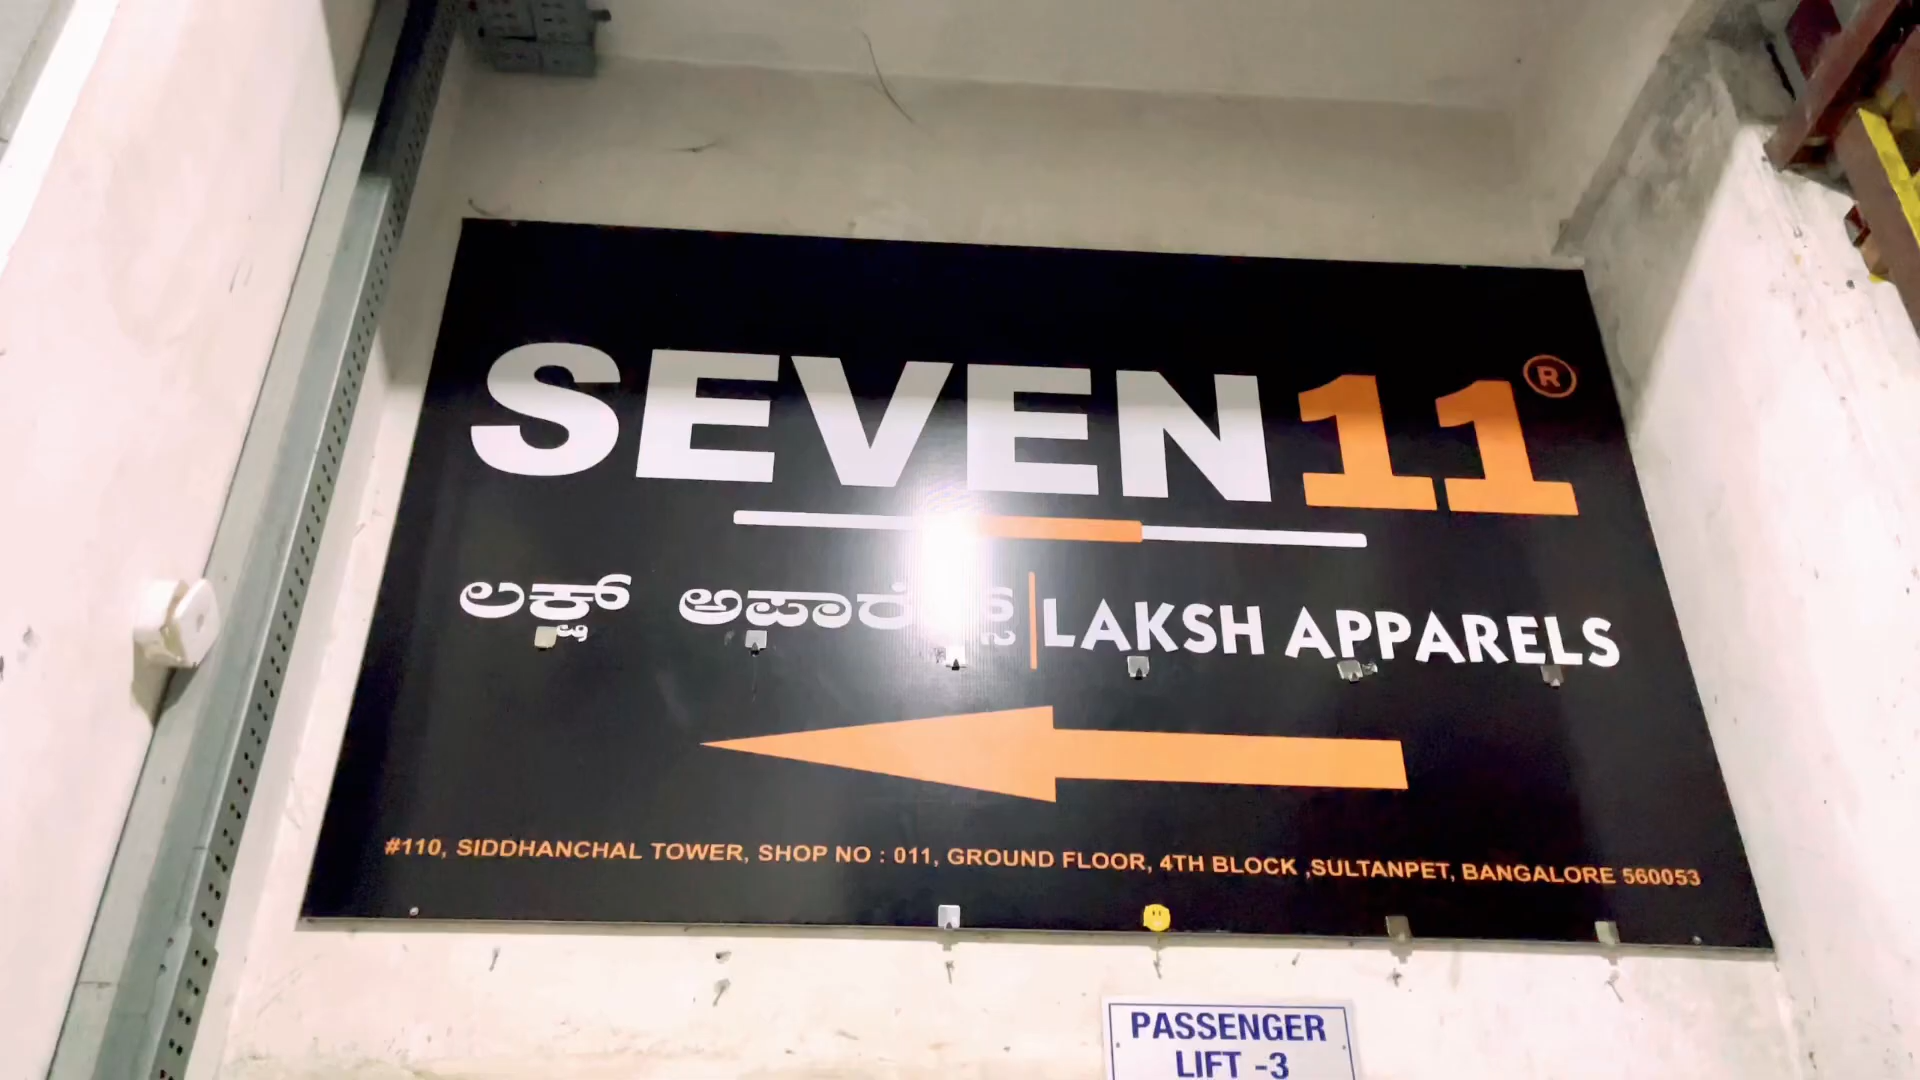 SEVEN11®
ಲಕ್ಷ್ | LAKSH APPARELS
#110, SIDDHANCHAL TOWER, SHOP NO : 011, GROUND FLOOR, 4TH BLOCK ,SULTANPET, BANGALORE 560053
PASSENGER
LIFT -3